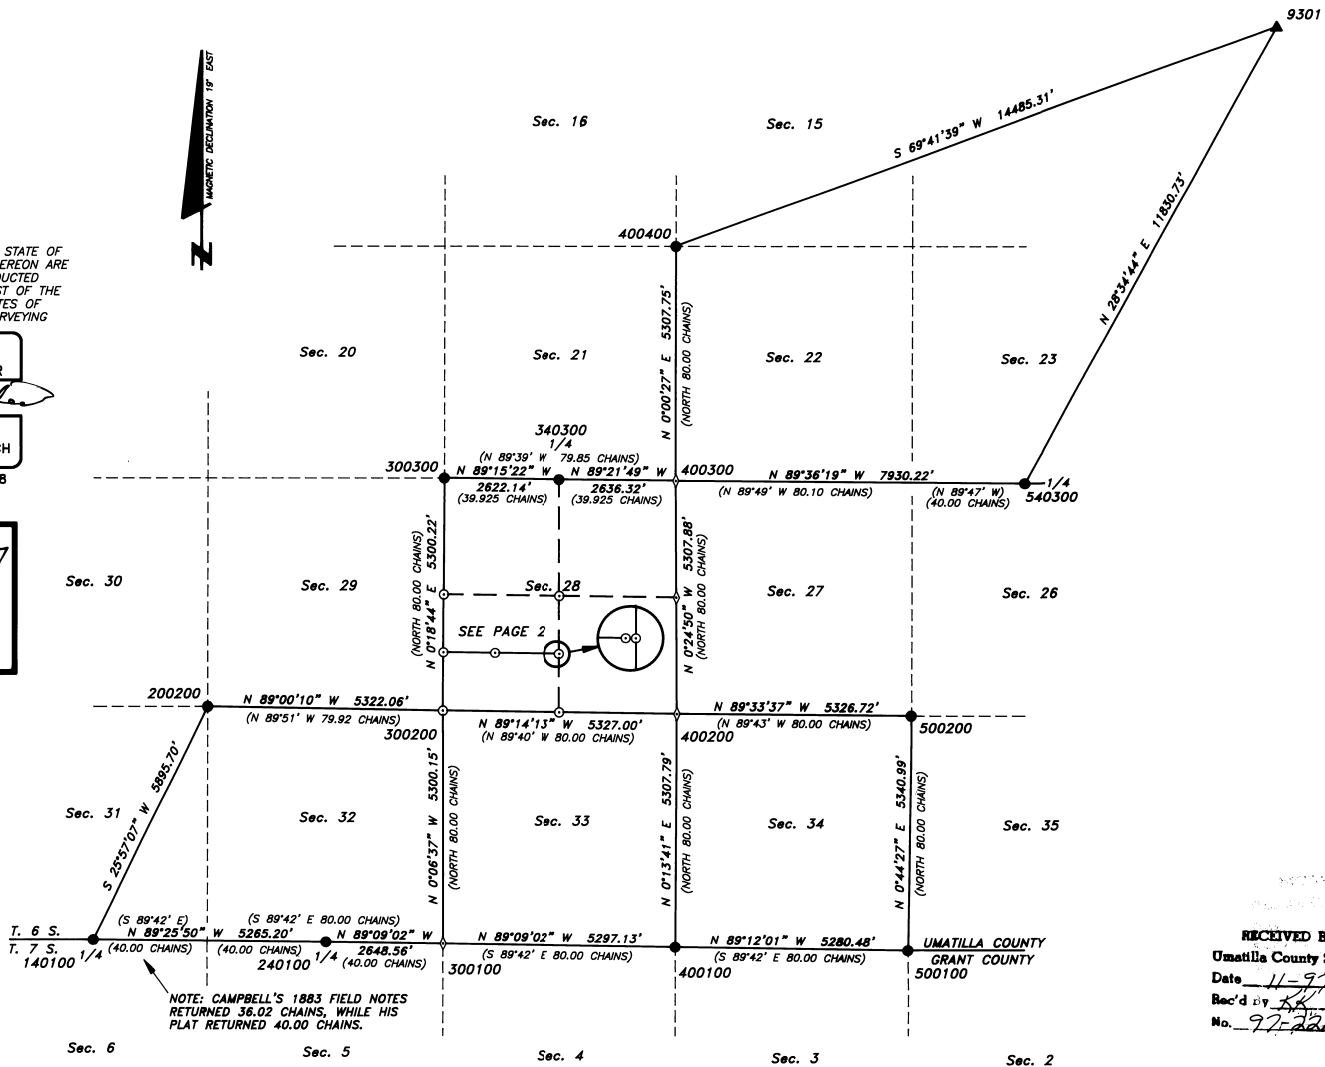 9301
MAGNETIC DECLINATION 19° EAST
N
Sec. 16
Sec. 15
S 69°41'39" W 14485.31'
N 28°34'44" E 11830.73'
400400
STATE OF
EREON ARE
UCTED
ST OF THE
TES OF
RVEYING
R
CH
8
Sec. 20
Sec. 21
Sec. 22
Sec. 23
N 0°00'27" E 5307.75'
(NORTH 80.00 CHAINS)
340300
1/4
(N 89°39' W 79.85 CHAINS)
300300
N 89°15'22" W
N 89°21'49" W
400300
N 89°36'19" W 7930.22'
2622.14'
2636.32'
(39.925 CHAINS)
(39.925 CHAINS)
(N 89°49' W 80.10 CHAINS)
(N 89°47' W)
(40.00 CHAINS)
1/4
540300
(NORTH 80.00 CHAINS)
N 0°18'44" E 5300.22'
N 0°24'50" W 5307.88'
(NORTH 80.00 CHAINS)
Sec. 30
Sec. 29
Sec. 28
Sec. 27
Sec. 26
SEE PAGE 2
200200
N 89°00'10" W 5322.06'
(N 89°51' W 79.92 CHAINS)
300200
N 89°14'13" W 5327.00'
(N 89°40' W 80.00 CHAINS)
400200
N 89°33'37" W 5326.72'
(N 89°43' W 80.00 CHAINS)
500200
S 25°57'07" W 5895.70'
N 0°06'37" W 5300.15'
(NORTH 80.00 CHAINS)
N 0°13'41" E 5307.79'
(NORTH 80.00 CHAINS)
N 0°44'27" E 5340.99'
(NORTH 80.00 CHAINS)
Sec. 31
Sec. 32
Sec. 33
Sec. 34
Sec. 35
T. 6 S.
T. 7 S.
140100
1/4
(S 89°42' E)
N 89°25'50" W 5265.20'
(40.00 CHAINS)
(S 89°42' E 80.00 CHAINS)
(40.00 CHAINS)
240100
1/4
N 89°09'02" W
2648.56'
(40.00 CHAINS)
300100
N 89°09'02" W 5297.13'
(S 89°42' E 80.00 CHAINS)
400100
N 89°12'01" W 5280.48'
(S 89°42' E 80.00 CHAINS)
500100
UMATILLA COUNTY
GRANT COUNTY
NOTE: CAMPBELL'S 1883 FIELD NOTES
RETURNED 36.02 CHAINS, WHILE HIS
PLAT RETURNED 40.00 CHAINS.
Sec. 6
Sec. 5
Sec. 4
Sec. 3
Sec. 2
RECEIVED B
Umatilla County S
Date 11-97
Rec'd by KK
No. 97-22